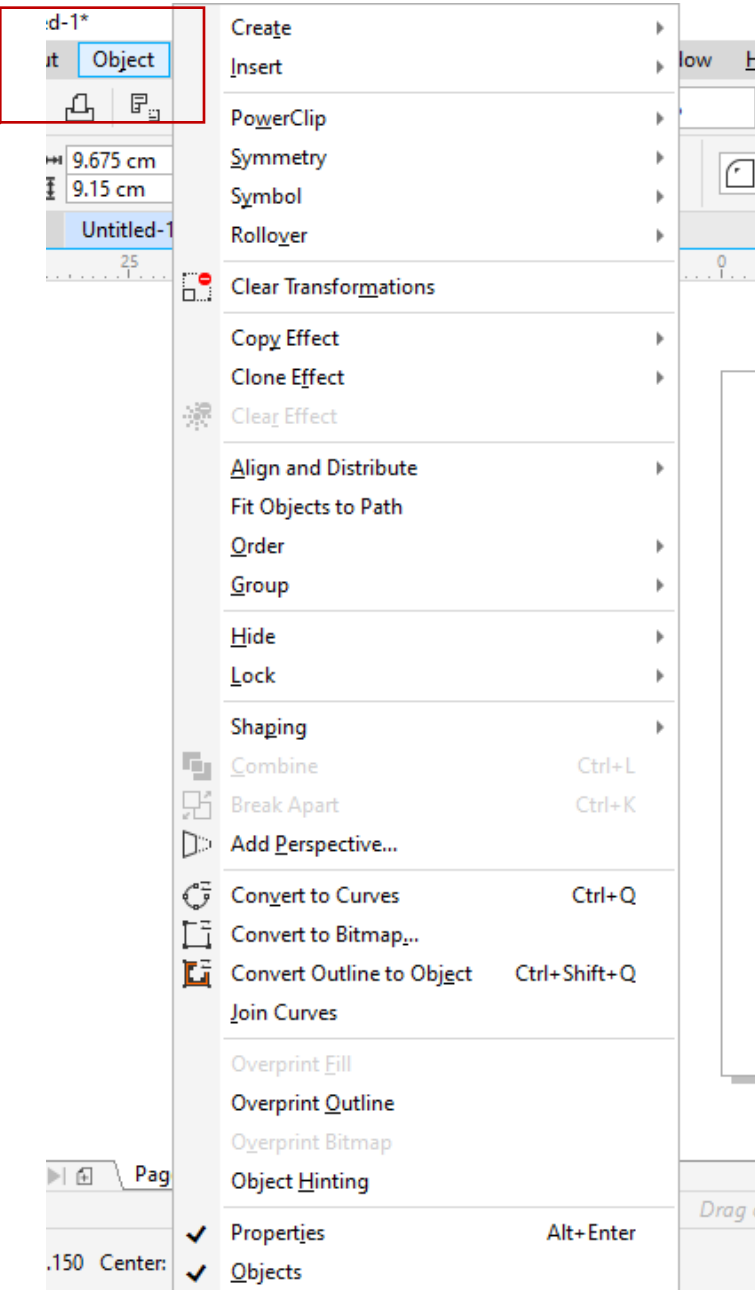 ed-1*
ut Object
low H
9.675 cm
9.15 cm
Untitled-1
25
0
Create
Insert
PowerClip
Symmetry
Symbol
Rollover
Clear Transformations
Copy Effect
Clone Effect
Clear Effect
Align and Distribute
Fit Objects to Path
Order
Group
Hide
Lock
Shaping
Combine Ctrl+L
Break Apart Ctrl+K
Add Perspective...
Convert to Curves Ctrl+Q
Convert to Bitmap...
Convert Outline to Object Ctrl+Shift+Q
Join Curves
Overprint Fill
Overprint Outline
Overprint Bitmap
Object Hinting
Properties Alt+Enter
Objects
Pag
Drag
.150 Center: